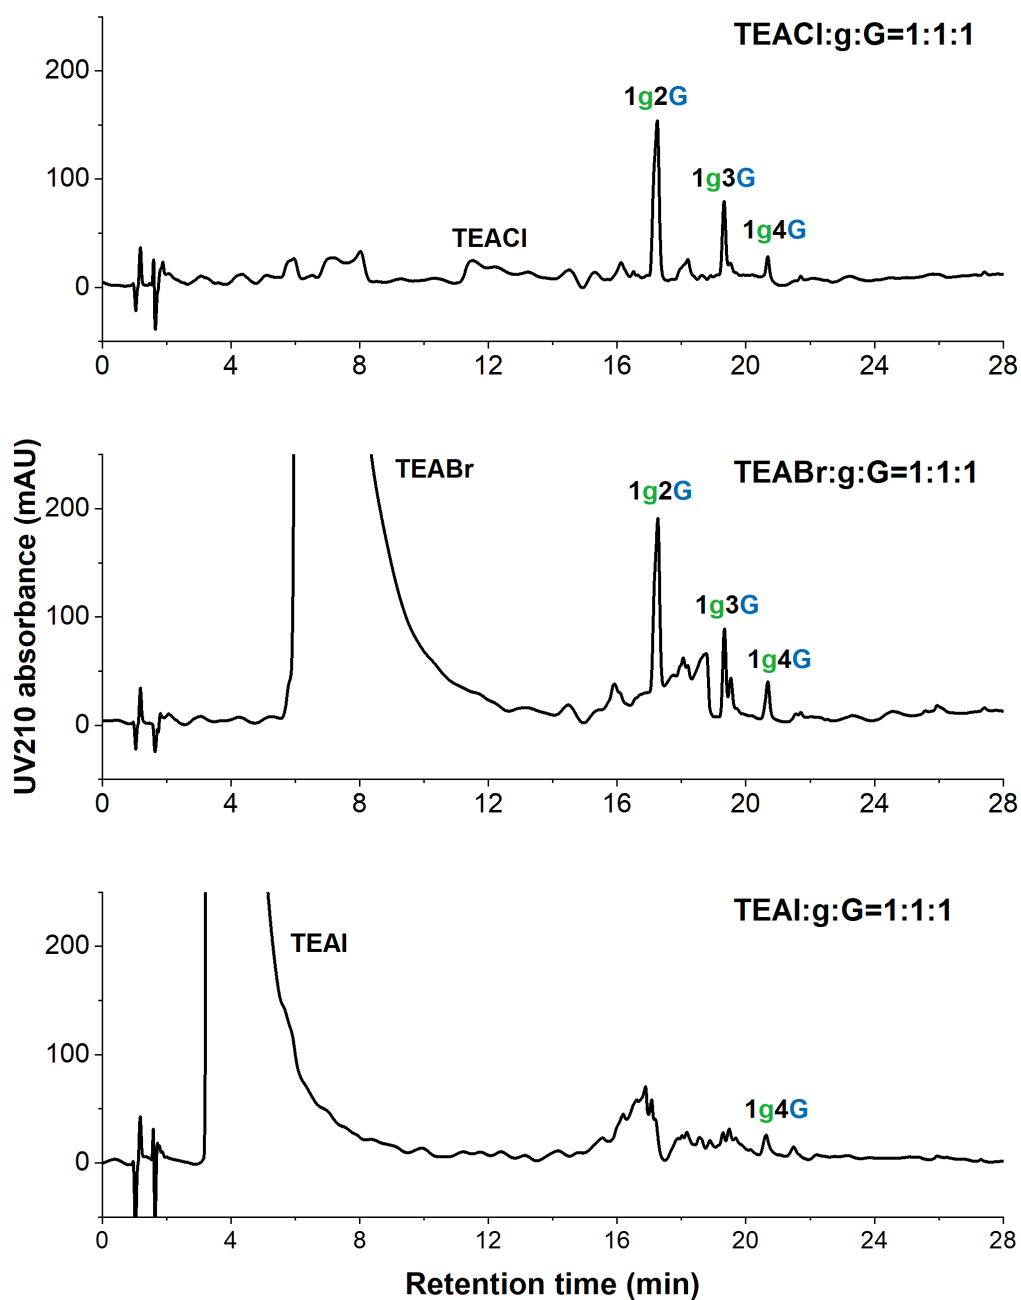 TEACl:g:G=1:1:1
200
1g2G
100
1g3G
1g4G
TEACl
0
0 4 8 12 16 20 24 28
UV210 absorbance (mAU)
TEABr
TEABr:g:G=1:1:1
200
1g2G
100
1g3G
1g4G
0
0 4 8 12 16 20 24 28
TEAI:g:G=1:1:1
200
TEAI
100
1g4G
0
0 4 8 12 16 20 24 28
Retention time (min)